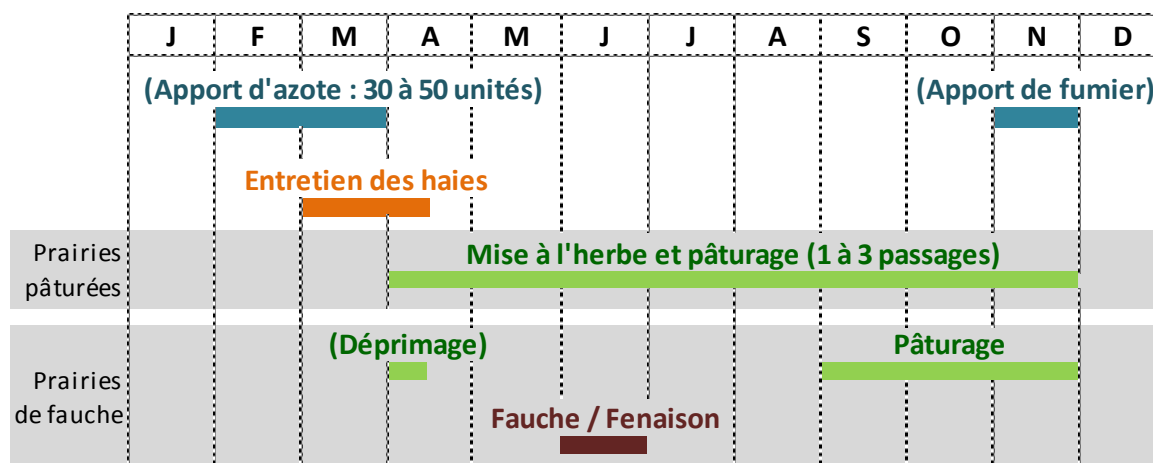 J F M A M J J A S O N D
(Apport d'azote : 30 à 50 unités) (Apport de fumier)
Entretien des haies
Prairies
pâturées
Mise à l'herbe et pâturage (1 à 3 passages)
Prairies
de fauche
(Déprimage)
Pâturage
Fauche / Fenaison